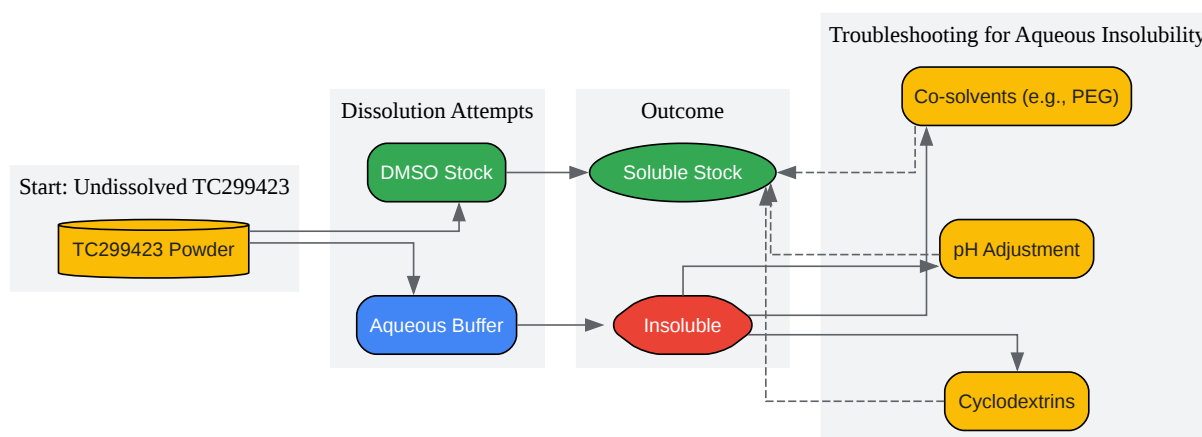 Start: Undissolved TC299423
TC299423 Powder
Dissolution Attempts
DMSO Stock
Aqueous Buffer
Outcome
Soluble Stock
Insoluble
Troubleshooting for Aqueous Insolubility
Co-solvents (e.g., PEG)
pH Adjustment
Cyclodextrins